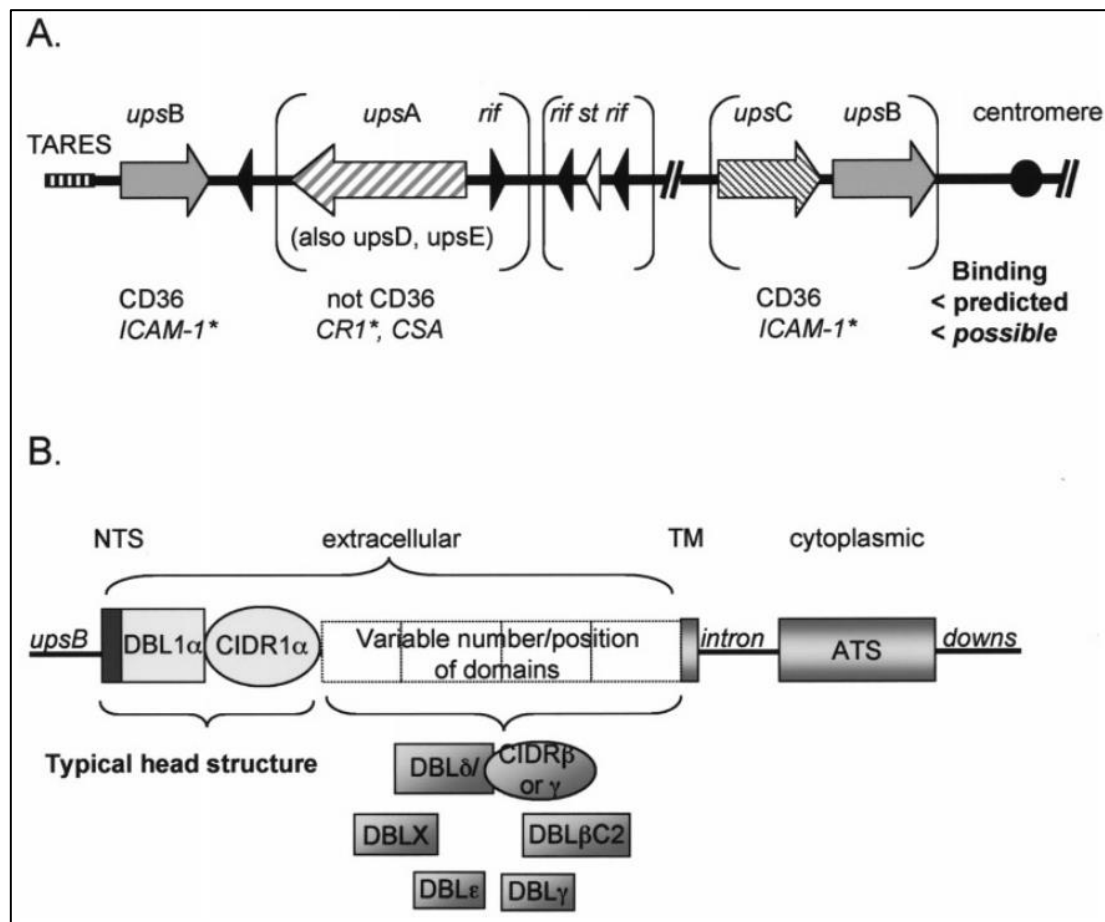 A.
upsB
upsA
rif
rif st rif
upsC
upsB
centromere
TARES
(also upsD, upsE)
CD36
ICAM-1*
not CD36
CR1*, CSA
CD36
ICAM-1*
Binding
< predicted
< possible
B.
NTS
extracellular
TM
cytoplasmic
upsB
DBL1α
CIDR1α
Variable number/position
of domains
intron
ATS
downs
Typical head structure
DBLδ/
CIDRβ
or γ
DBLX
DBLβC2
DBLε
DBLγ